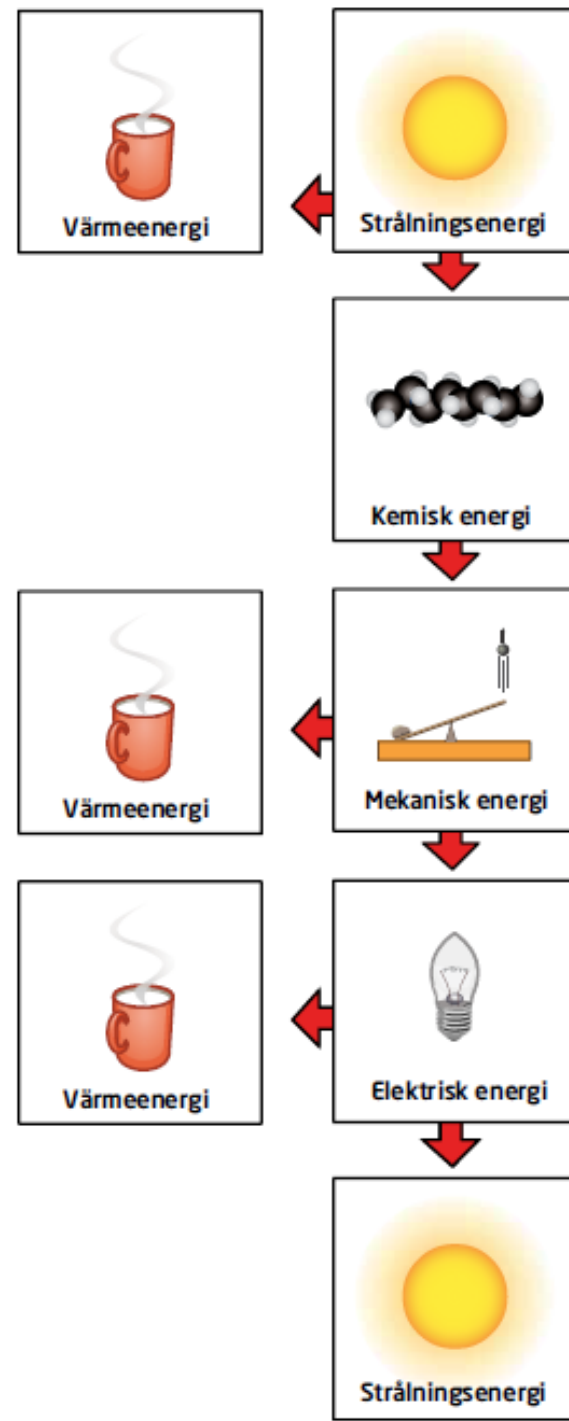 Värmeenergi
Strålningsenergi
Kemisk energi
Värmeenergi
Mekanisk energi
Värmeenergi
Elektrisk energi
Strålningsenergi